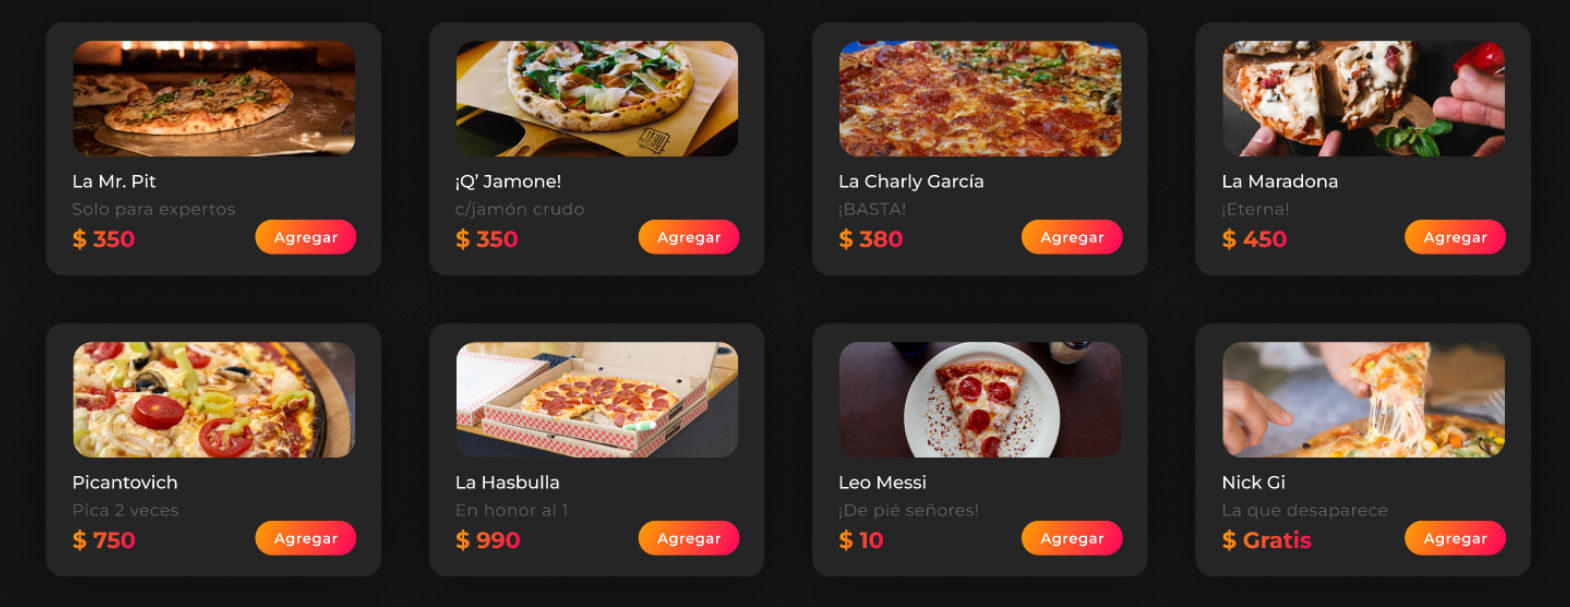 La Mr. Pit
Solo para expertos
$ 350
Agregar
¡Q' Jamone!
c/jamón crudo
$ 350
Agregar
La Charly García
¡BASTA!
$ 380
Agregar
La Maradona
¡Eterna!
$ 450
Agregar
Picantovich
Pica 2 veces
$ 750
Agregar
La Hasbulla
En honor al 1
$ 990
Agregar
Leo Messi
¡De pié señores!
$ 10
Agregar
Nick Gi
La que desaparece
$ Gratis
Agregar